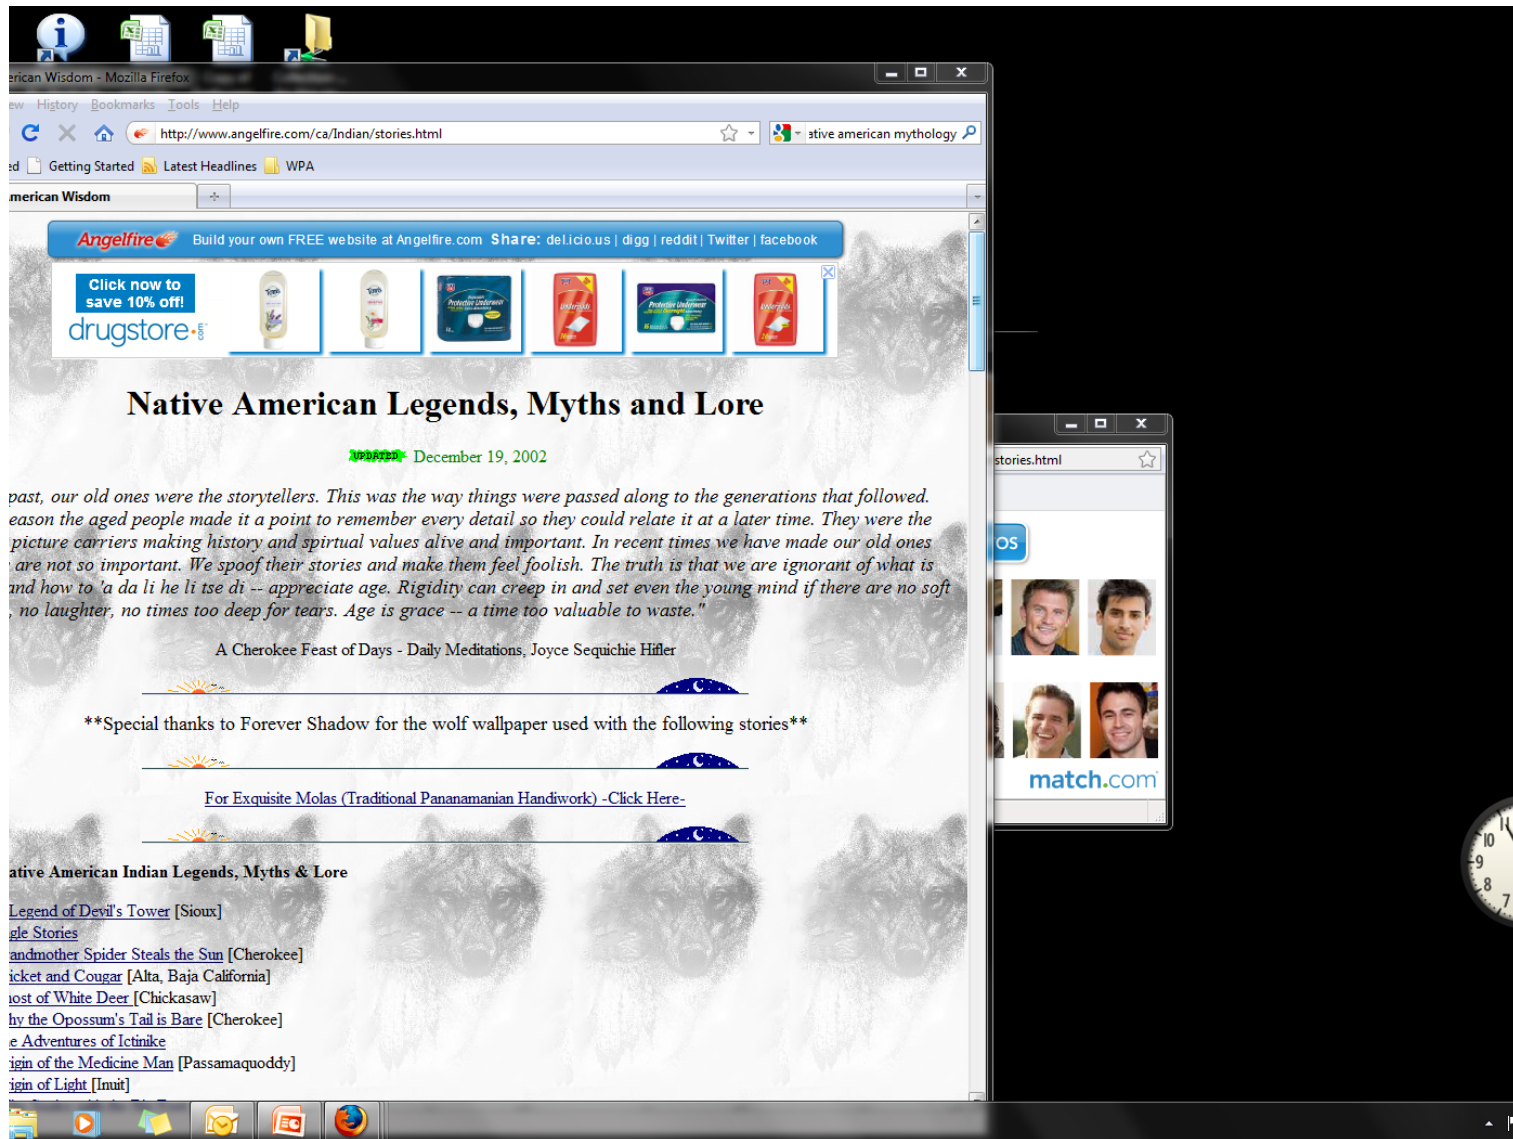 erican Wisdom - Mozilla Firefox
ew History Bookmarks Tools Help
http://www.angelfire.com/ca/Indian/stories.html
ative american mythology
ed Getting Started Latest Headlines WPA
merican Wisdom
Angelfire Build your own FREE website at Angelfire.com Share: del.icio.us | digg | reddit | Twitter | facebook
Click now to
save 10% off!
drugstore.com
Native American Legends, Myths and Lore
UPDATED December 19, 2002
past, our old ones were the storytellers. This was the way things were passed along to the generations that followed.
eason the aged people made it a point to remember every detail so they could relate it at a later time. They were the
picture carriers making history and spirtual values alive and important. In recent times we have made our old ones
are not so important. We spoof their stories and make them feel foolish. The truth is that we are ignorant of what is
and how to 'a da li he li tse di -- appreciate age. Rigidity can creep in and set even the young mind if there are no soft
, no laughter, no times too deep for tears. Age is grace -- a time too valuable to waste."
A Cherokee Feast of Days - Daily Meditations, Joyce Sequichie Hifler
**Special thanks to Forever Shadow for the wolf wallpaper used with the following stories**
For Exquisite Molas (Traditional Pananamanian Handiwork) -Click Here-
ative American Indian Legends, Myths & Lore
Legend of Devil's Tower [Sioux]
gle Stories
andmother Spider Steals the Sun [Cherokee]
icket and Cougar [Alta, Baja California]
host of White Deer [Chickasaw]
hy the Opossum's Tail is Bare [Cherokee]
e Adventures of Ictinike
rigin of the Medicine Man [Passamaquoddy]
rigin of Light [Inuit]
stories.html
OS
match.com
11
10
9
8
7